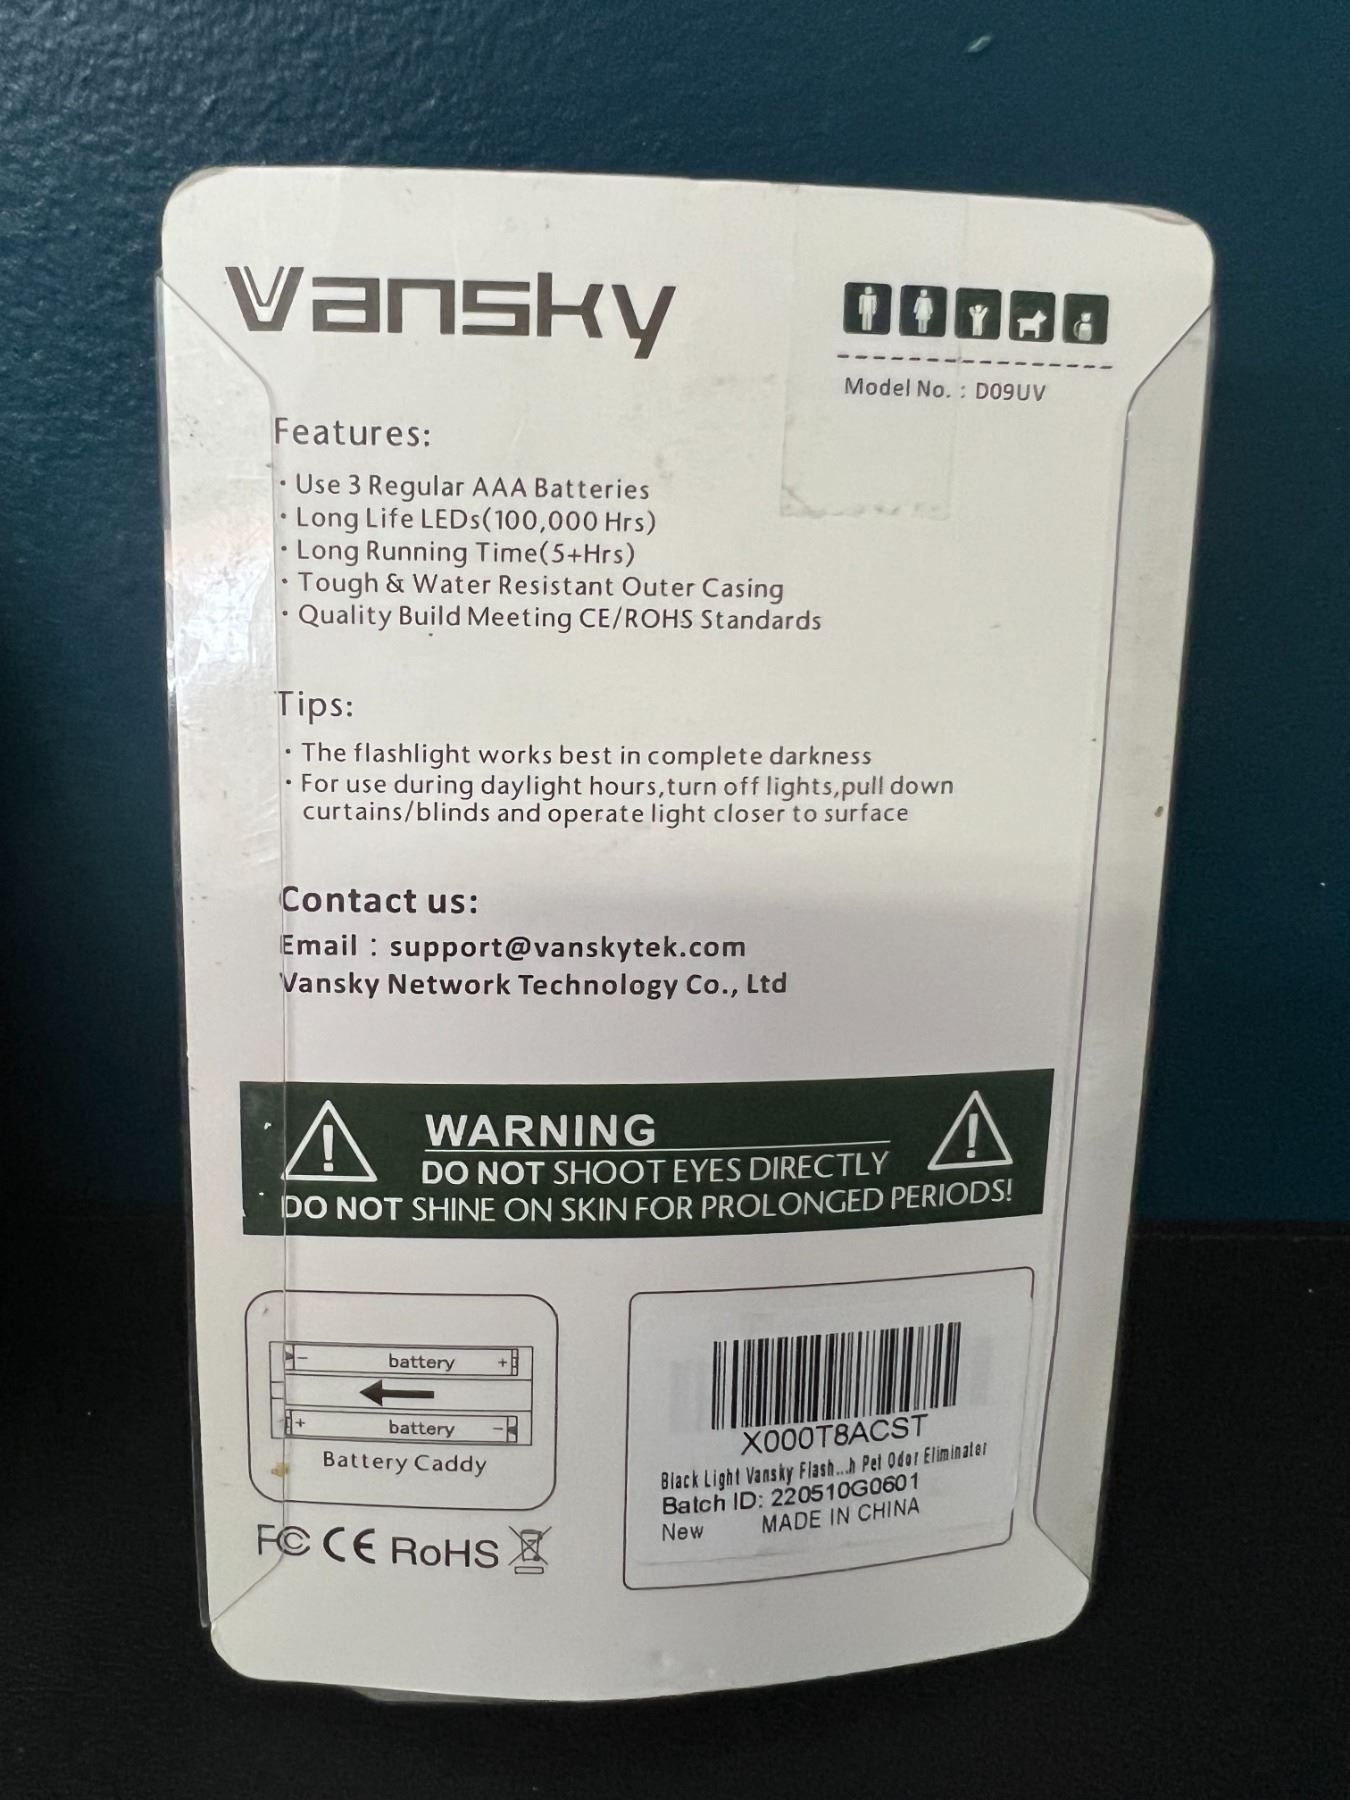 Vansky
Model No. : D09UV
Features:
· Use 3 Regular AAA Batteries
· Long Life LEDs(100,000 Hrs)
· Long Running Time(5+Hrs)
· Tough & Water Resistant Outer Casing
· Quality Build Meeting CE/ROHS Standards
Tips:
· The flashlight works best in complete darkness
· For use during daylight hours,turn off lights,pull down
curtains/blinds and operate light closer to surface
Contact us:
Email : support@vanskytek.com
Vansky Network Technology Co., Ltd
WARNING
DO NOT SHOOT EYES DIRECTLY
DO NOT SHINE ON SKIN FOR PROLONGED PERIODS!
- battery +
+ battery -
Battery Caddy
FC CE RoHS
X000T8ACST
Black Light Vansky Flash...h Pet Odor Eliminater
Batch ID: 220510G0601
New MADE IN CHINA